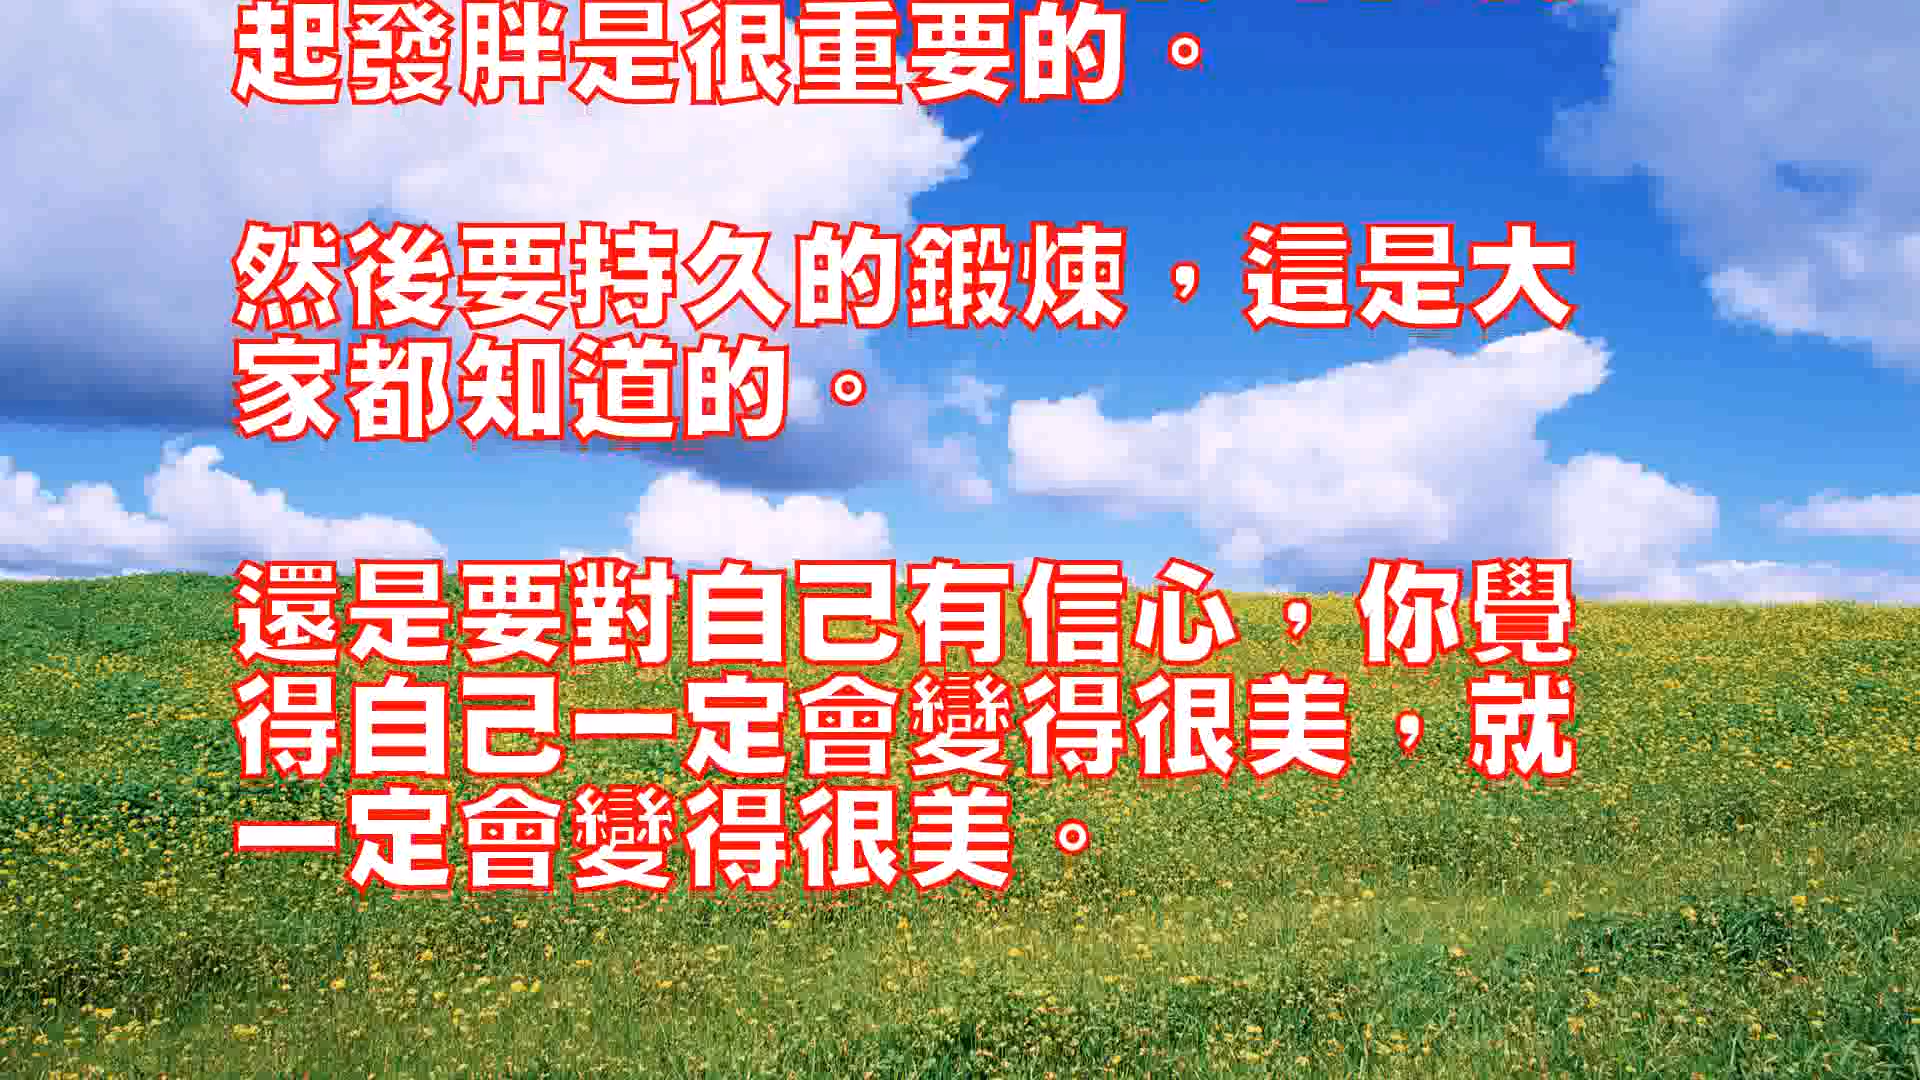 起發胖是很重要的。
然後要持久的鍛煉，這是大
家都知道的。
還是要對自己有信心，你覺
得自己一定會變得很美，就
一定會變得很美。